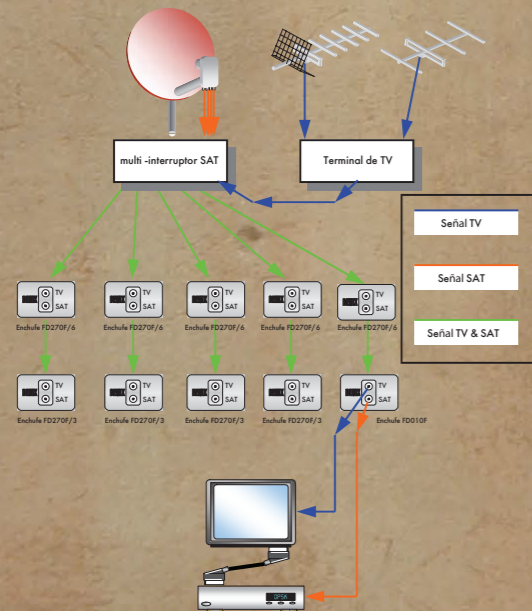 multi -interruptor SAT
Terminal de TV
Señal TV
Señal SAT
Señal TV & SAT
TV
SAT
TV
SAT
TV
SAT
TV
SAT
TV
SAT
Enchufe FD270F/6
Enchufe FD270F/6
Enchufe FD270F/6
Enchufe FD270F/6
Enchufe FD270F/6
TV
SAT
TV
SAT
TV
SAT
TV
SAT
TV
SAT
Enchufe FD270F/3
Enchufe FD270F/3
Enchufe FD270F/3
Enchufe FD270F/3
Enchufe FD010F
QPSK